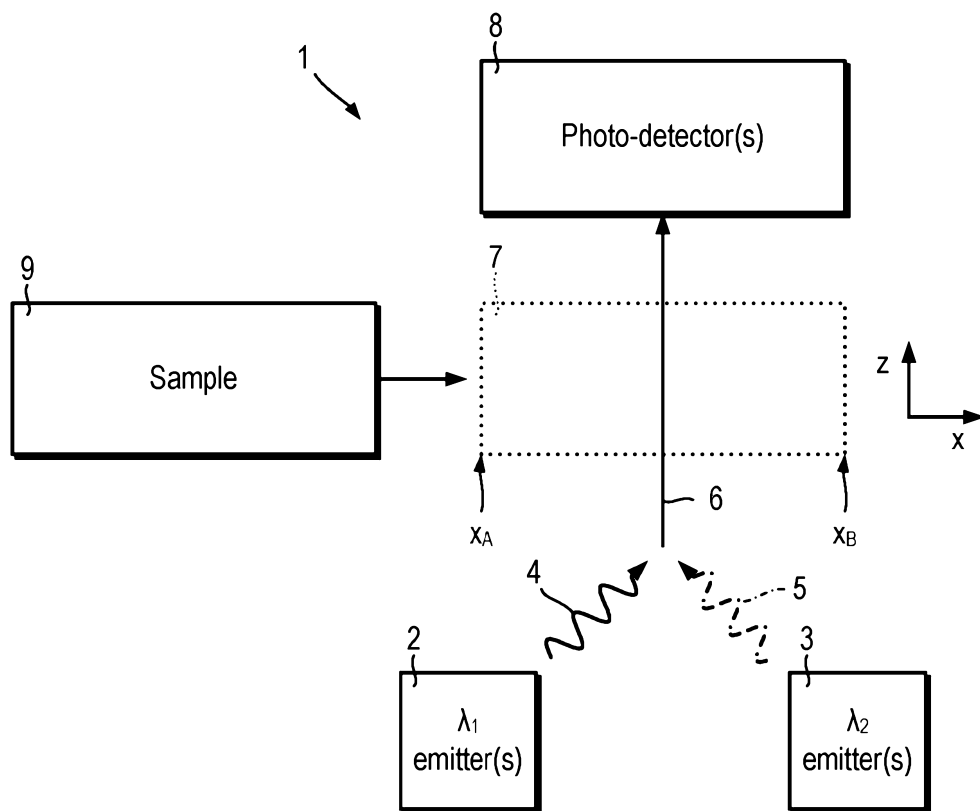 8
1
Photo-detector(s)
7
9
Sample
z
x
6
xA
xB
4
5
2
3
λ1
emitter(s)
λ2
emitter(s)